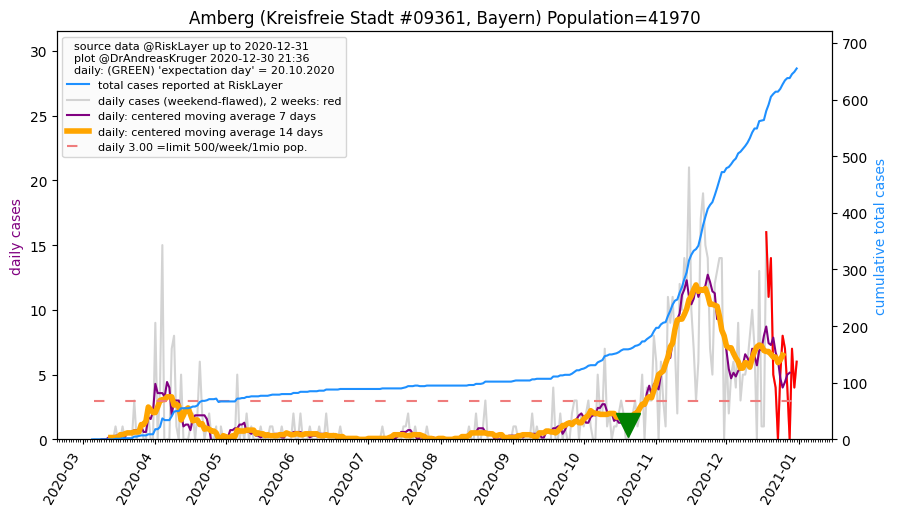 Amberg (Kreisfreie Stadt #09361, Bayern) Population=41970
source data @RiskLayer up to 2020-12-31
plot @DrAndreasKruger 2020-12-30 21:36
daily: (GREEN) 'expectation day' = 20.10.2020
total cases reported at RiskLayer
daily cases (weekend-flawed), 2 weeks: red
daily: centered moving average 7 days
daily: centered moving average 14 days
daily 3.00 =limit 500/week/1mio pop.
daily cases
30
25
20
15
10
5
0
cumulative total cases
700
600
500
400
300
200
100
0
2020-03
2020-04
2020-05
2020-06
2020-07
2020-08
2020-09
2020-10
2020-11
2020-12
2021-01